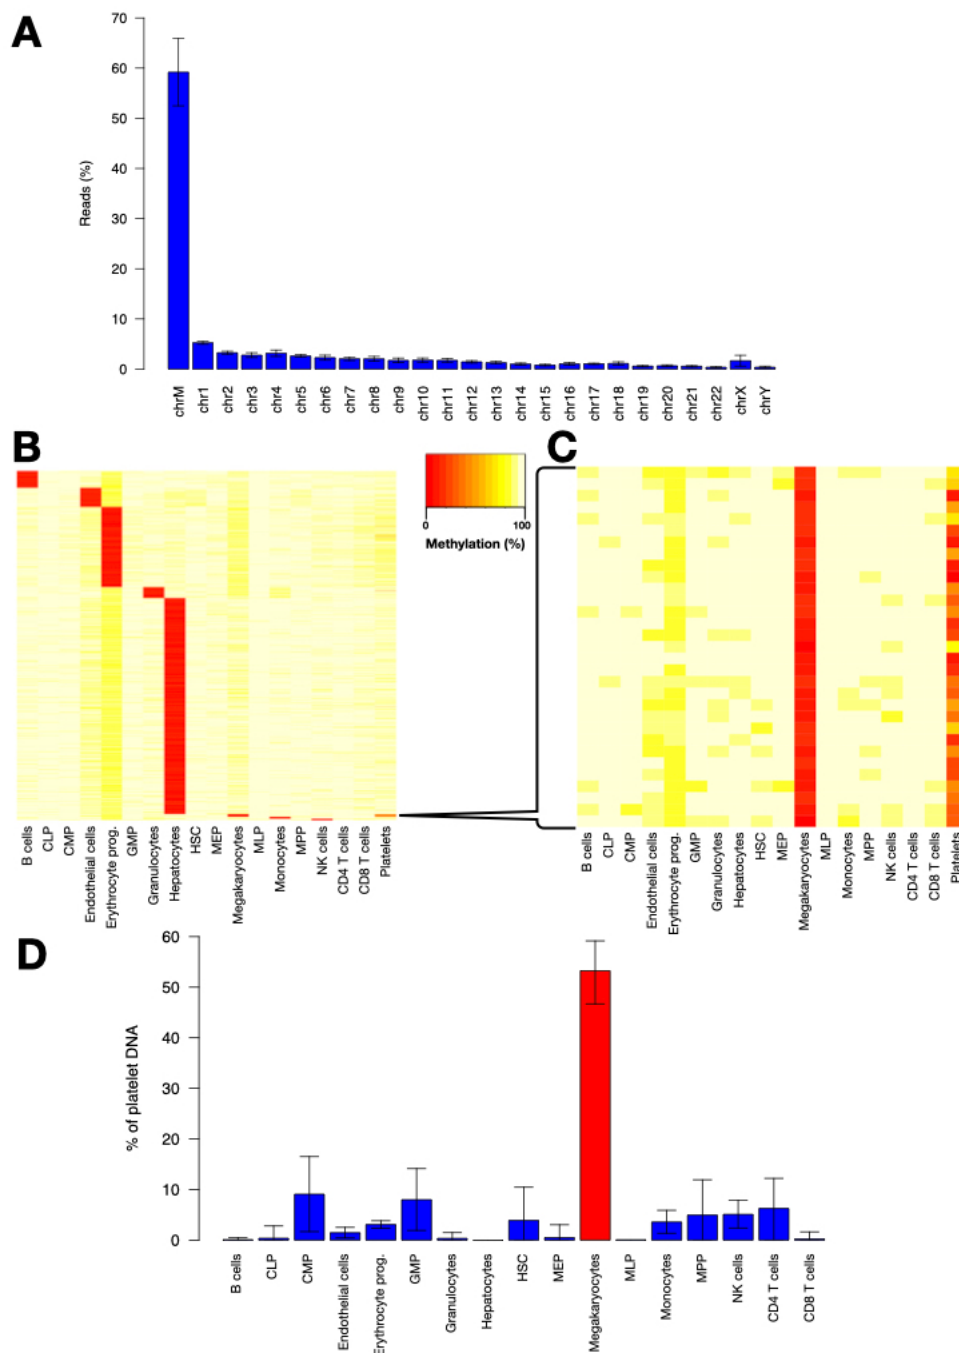 A
70
60
50
40
30
20
10
0
Reads (%)
chrM chr1 chr2 chr3 chr4 chr5 chr6 chr7 chr8 chr9 chr10 chr11 chr12 chr13 chr14 chr15 chr16 chr17 chr18 chr19 chr20 chr21 chr22 chrX chrY
B
0 100
Methylation (%)
B cells CLP CMP Endothelial cells Erythrocyte prog. GMP Granulocytes Hepatocytes HSC MEP Megakaryocytes MLP Monocytes MPP NK cells CD4 T cells CD8 T cells Platelets
C
B cells CLP CMP Endothelial cells Erythrocyte prog. GMP Granulocytes Hepatocytes HSC MEP Megakaryocytes MLP Monocytes MPP NK cells CD4 T cells CD8 T cells Platelets
D
60
50
40
30
20
10
0
% of platelet DNA
B cells CLP CMP Endothelial cells Erythrocyte prog. GMP Granulocytes Hepatocytes HSC MEP Megakaryocytes MLP Monocytes MPP NK cells CD4 T cells CD8 T cells